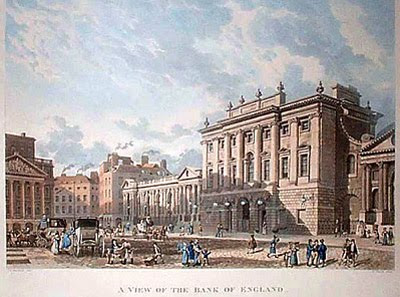 A VIEW OF THE BANK OF ENGLAND